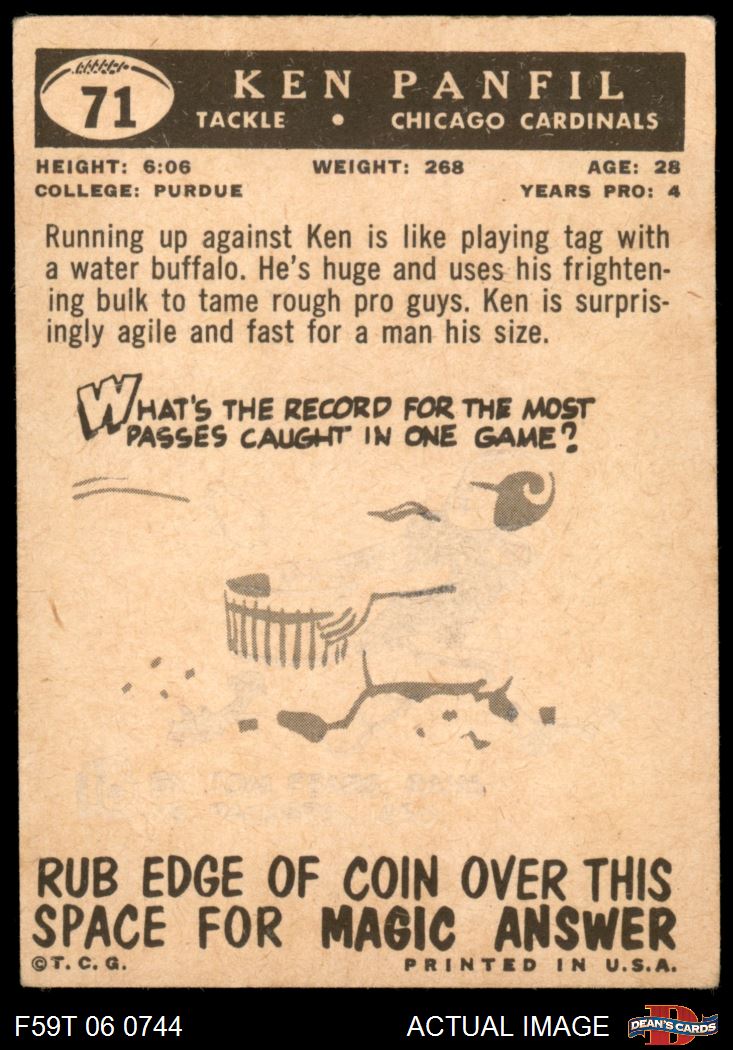 71
KEN PANFIL
TACKLE • CHICAGO CARDINALS
HEIGHT: 6:06 WEIGHT: 268 AGE: 28
COLLEGE: PURDUE YEARS PRO: 4
Running up against Ken is like playing tag with
a water buffalo. He's huge and uses his frighten-
ing bulk to tame rough pro guys. Ken is surpris-
ingly agile and fast for a man his size.
WHAT'S THE RECORD FOR THE MOST
PASSES CAUGHT IN ONE GAME?
RUB EDGE OF COIN OVER THIS
SPACE FOR MAGIC ANSWER
©T. C. G. PRINTED IN U.S.A.
F59T 06 0744 ACTUAL IMAGE D DEAN'S CARDS